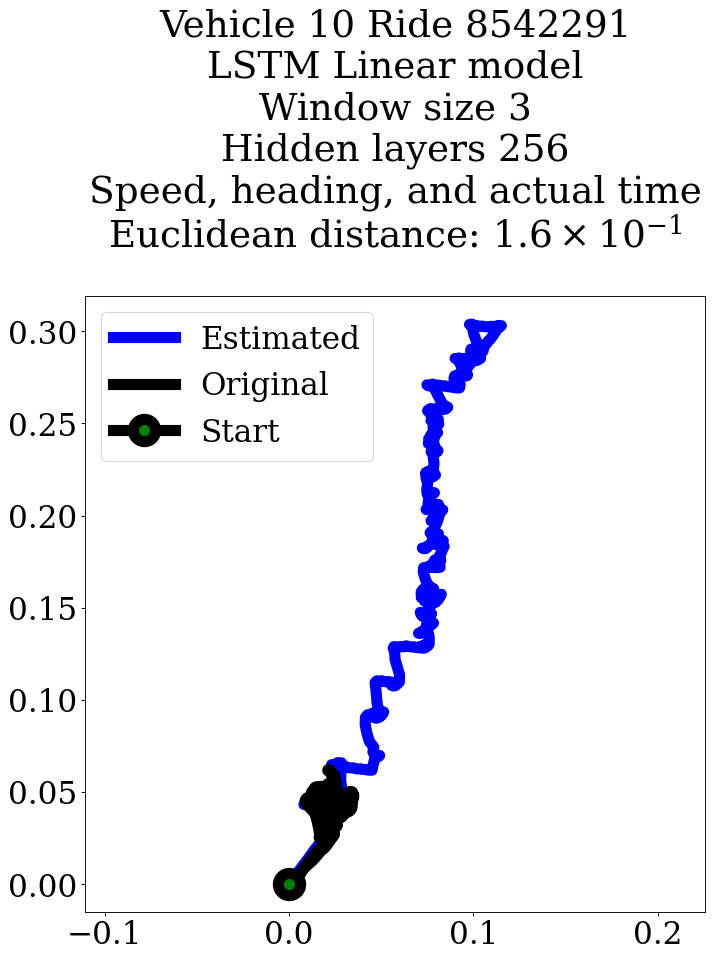 Vehicle 10 Ride 8542291
LSTM Linear model
Window size 3
Hidden layers 256
Speed, heading, and actual time
Euclidean distance: 1.6 × 10⁻¹
Estimated
Original
Start
0.30
0.25
0.20
0.15
0.10
0.05
0.00
−0.1 0.0 0.1 0.2